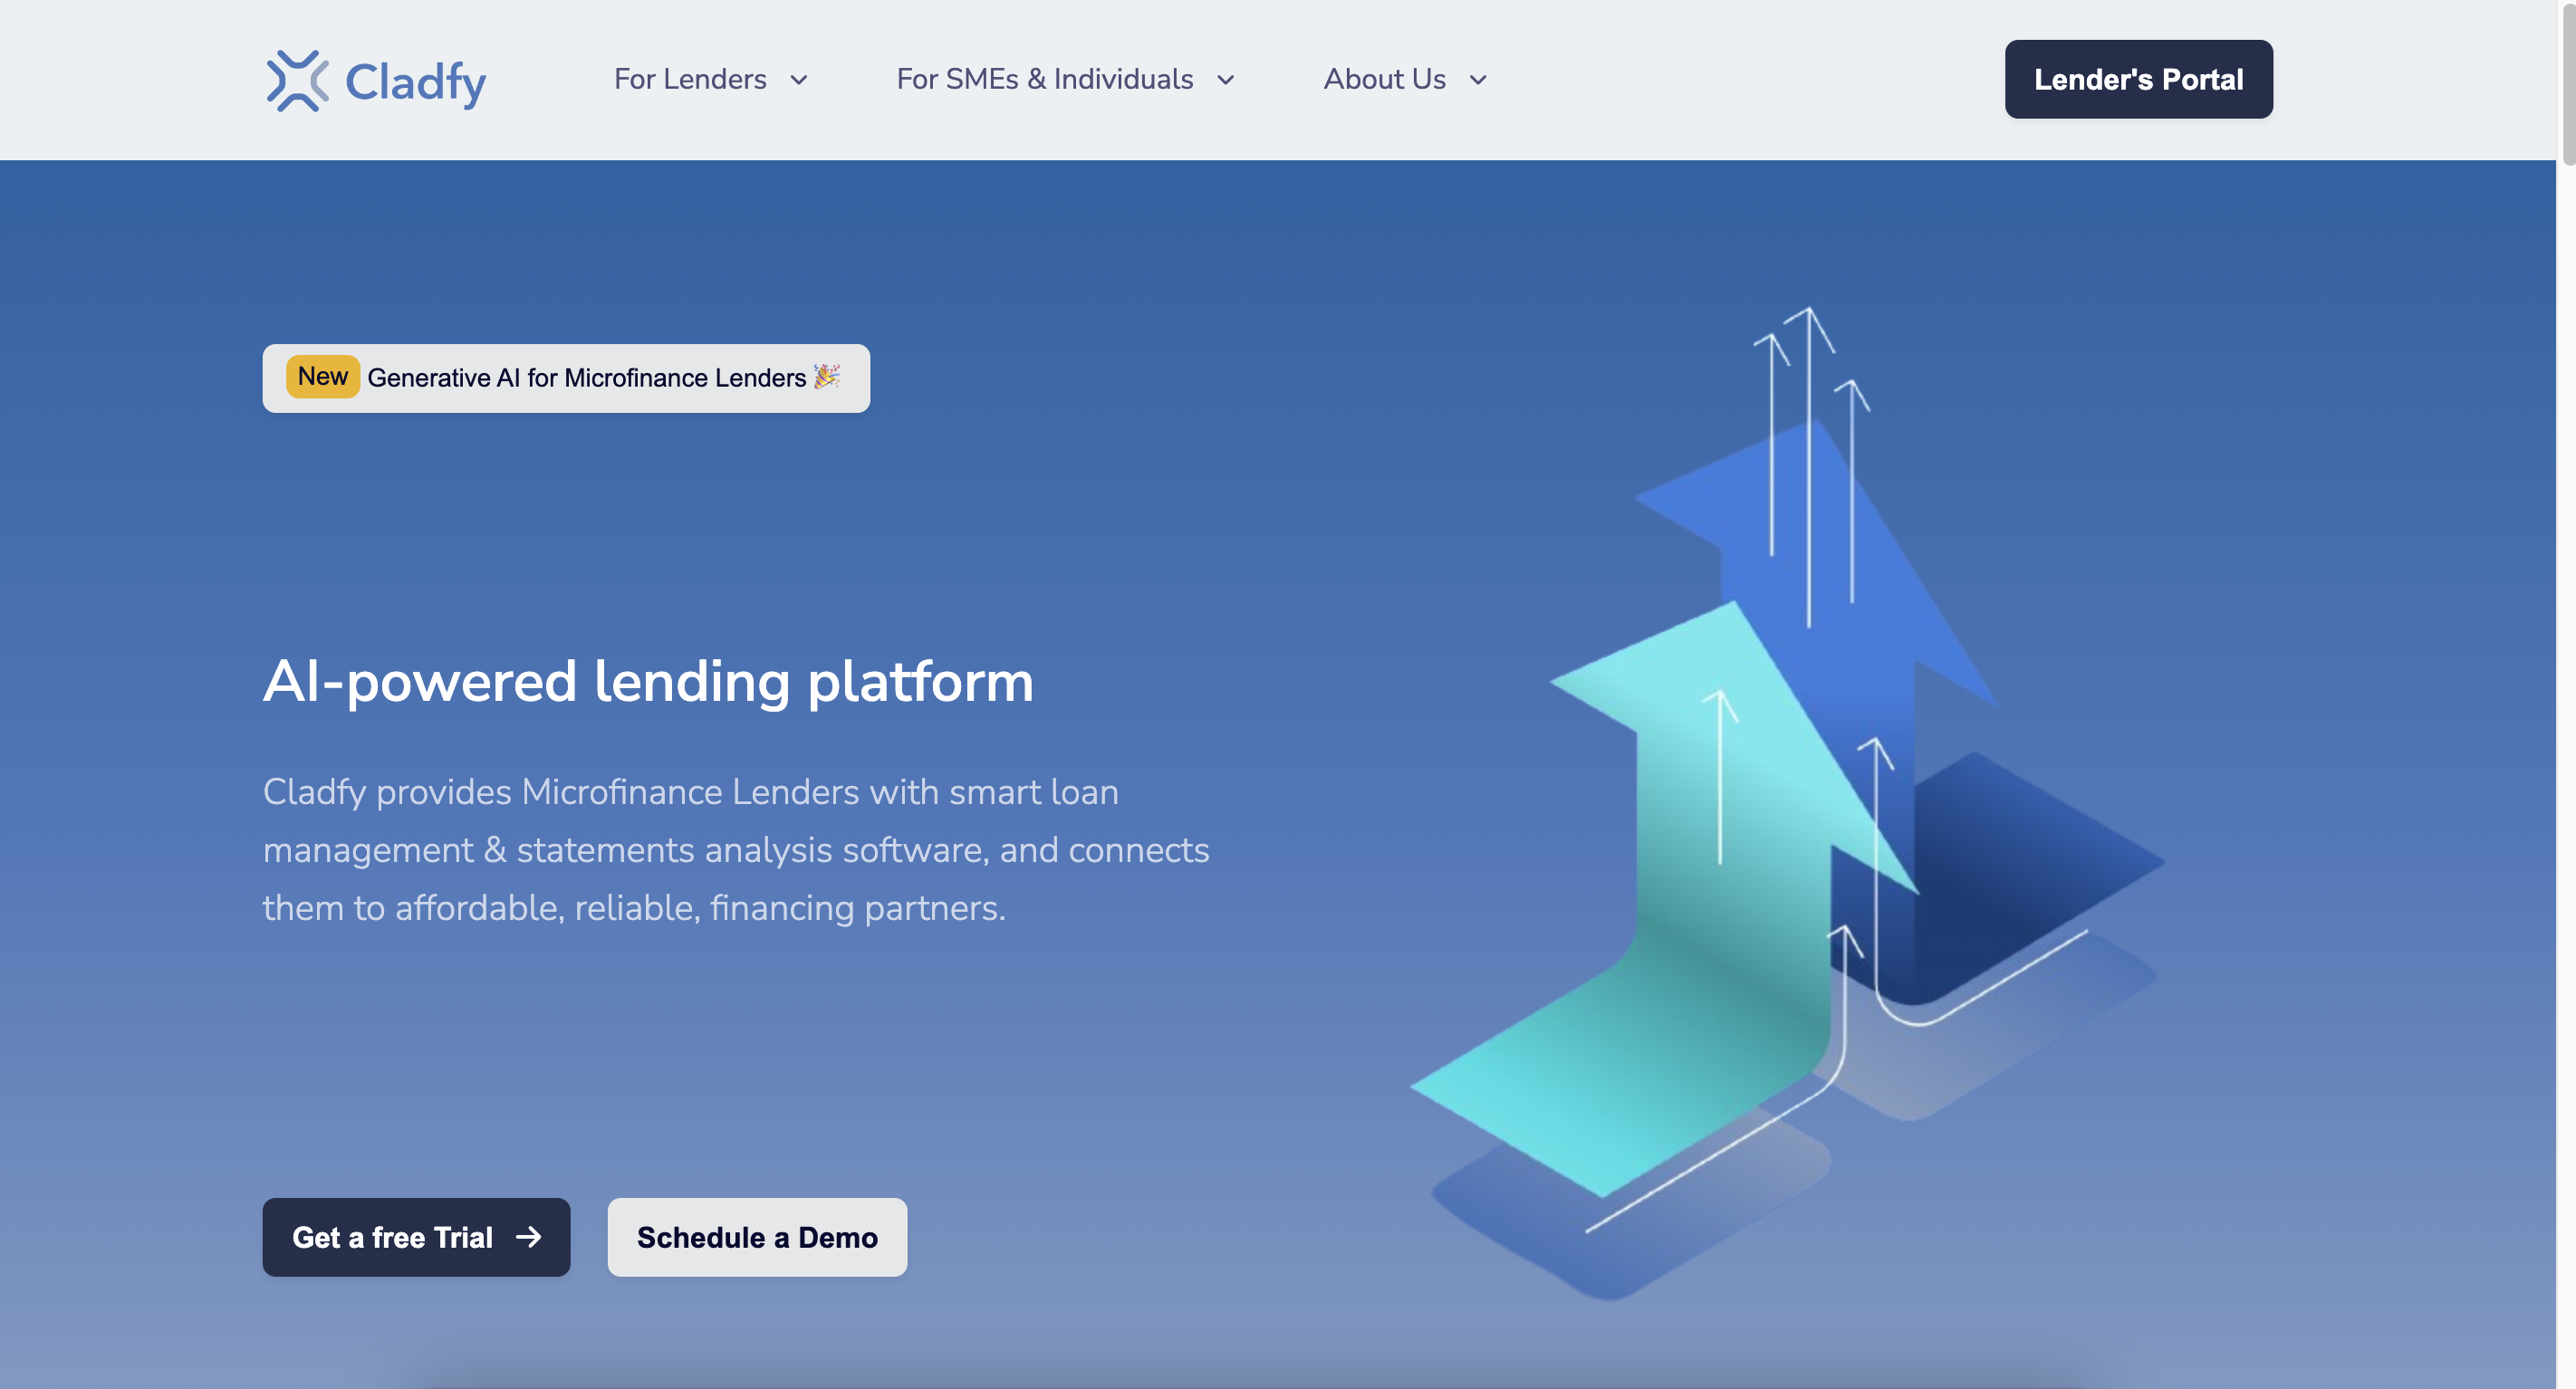 Cladfy
For Lenders
For SMEs & Individuals
About Us
Lender's Portal
New Generative AI for Microfinance Lenders 🎉
AI-powered lending platform
Cladfy provides Microfinance Lenders with smart loan
management & statements analysis software, and connects
them to affordable, reliable, financing partners.
Get a free Trial →
Schedule a Demo